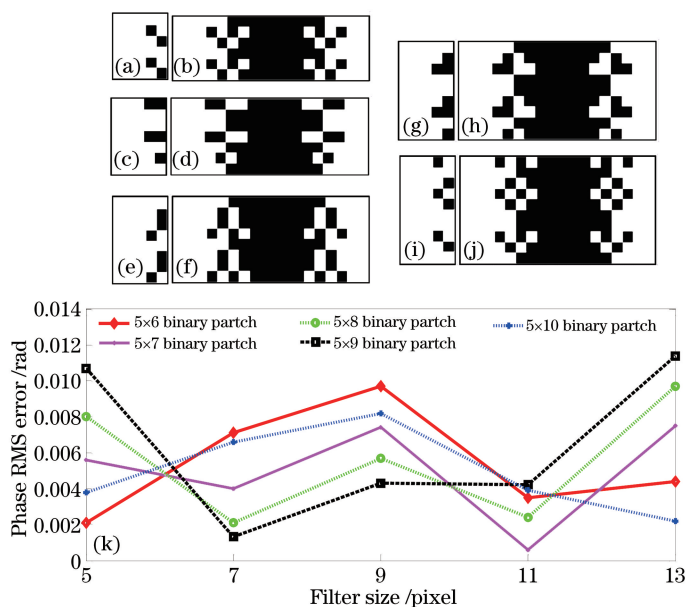 (a) (b)
(c) (d)
(e) (f)
(g) (h)
(i) (j)
0.014
0.012
0.010
0.008
0.006
0.004
0.002
0
Phase RMS error /rad
5×6 binary partch
5×8 binary partch
5×10 binary partch
5×7 binary partch
5×9 binary partch
(k)
5 7 9 11 13
Filter size /pixel